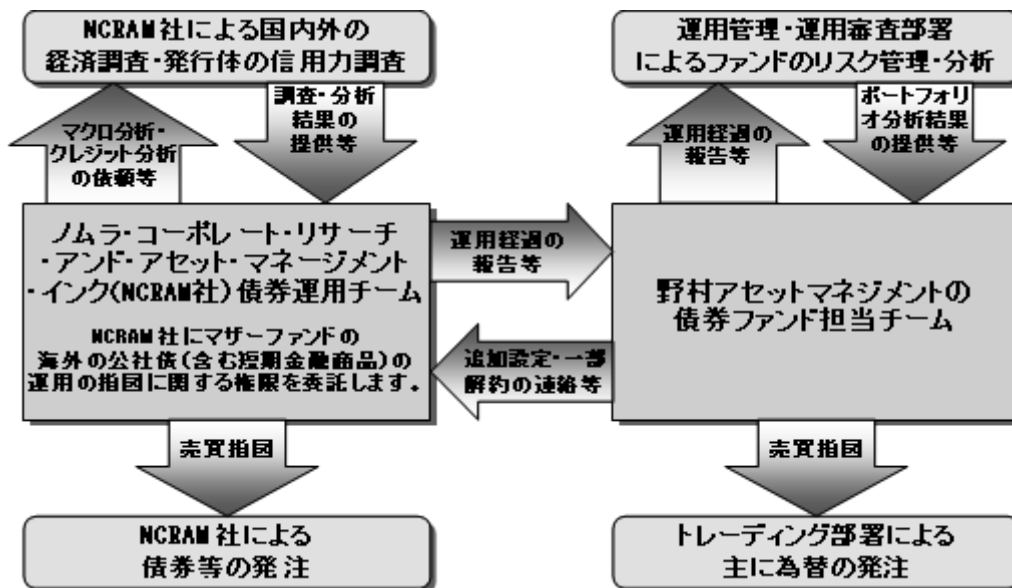 NCRAM社による国内外の
経済調査・発行体の信用力調査
運用管理・運用審査部署
によるファンドのリスク管理・分析
マクロ分析・
クレジット分析
の依頼等
調査・分析
結果の
提供等
運用経過の
報告等
ポートフォリ
オ分析結果
の提供等
ノムラ・コーポレート・リサーチ
・アンド・アセット・マネージメント
・インク(NCRAM社)債券運用チーム
NCRAM社にマザーファンドの
海外の公社債(含む短期金融商品)の
運用の指図に関する権限を委託します。
運用経過の
報告等
追加設定・一部
解約の連絡等
野村アセットマネジメントの
債券ファンド担当チーム
売買指図
売買指図
NCRAM社による
債券等の発注
トレーディング部署による
主に為替の発注